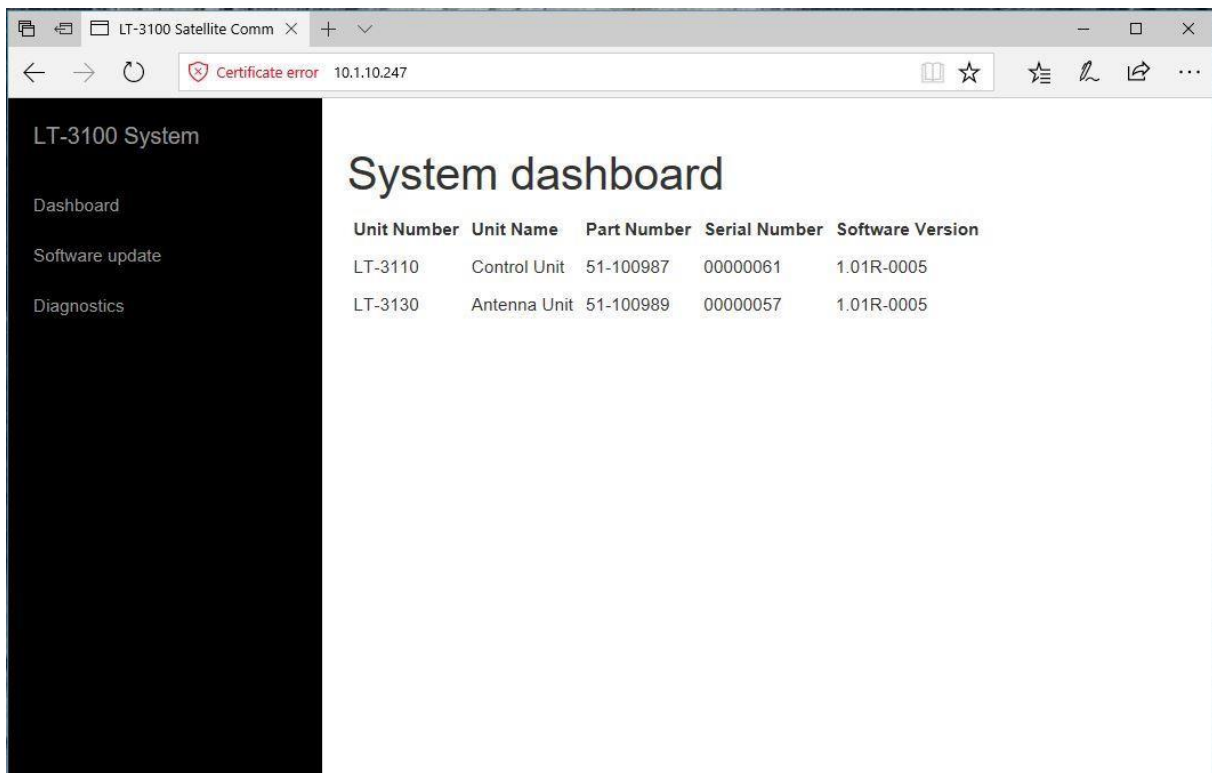 LT-3100 Satellite Comm
Certificate error 10.1.10.247
LT-3100 System
Dashboard
Software update
Diagnostics
System dashboard
Unit Number Unit Name Part Number Serial Number Software Version
LT-3110 Control Unit 51-100987 00000061 1.01R-0005
LT-3130 Antenna Unit 51-100989 00000057 1.01R-0005